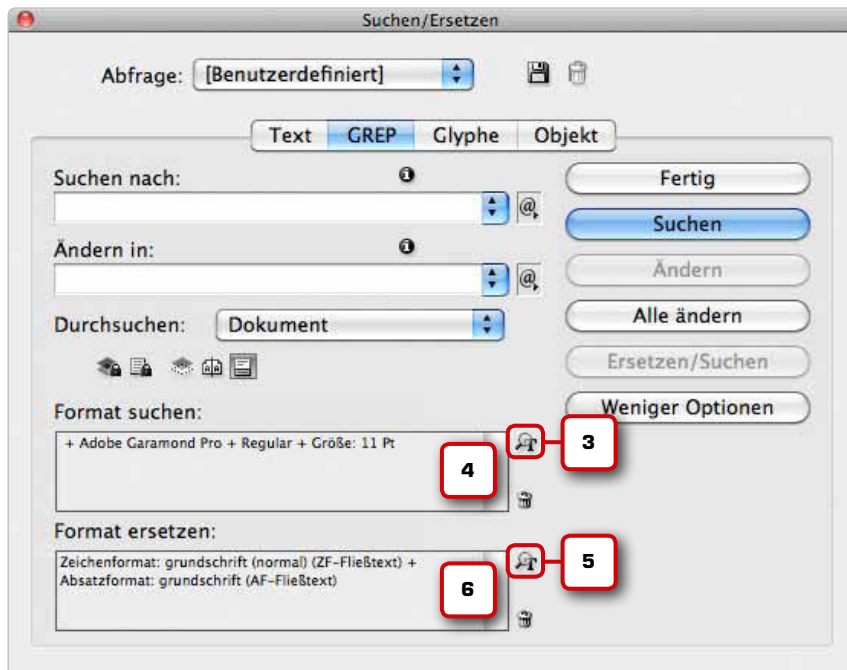 Suchen/Ersetzen
Abfrage: [Benutzerdefiniert]
Text GREP Glyphe Objekt
Suchen nach:
Fertig
@
Suchen
Ändern in:
@
Ändern
Durchsuchen: Dokument
Alle ändern
Ersetzen/Suchen
Format suchen:
Weniger Optionen
+ Adobe Garamond Pro + Regular + Größe: 11 Pt
3
4
Format ersetzen:
Zeichenformat: grundschrift (normal) (ZF-Fließtext) +
Absatzformat: grundschrift (AF-Fließtext)
5
6